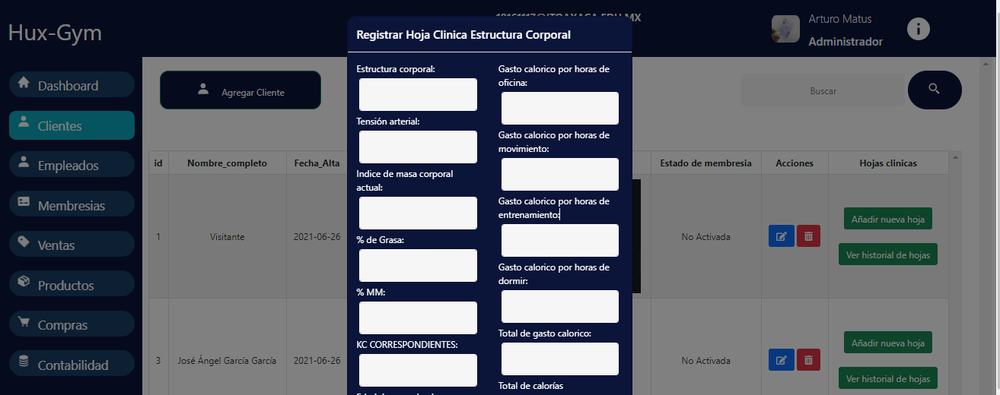 Hux-Gym
Arturo Matus
Administrador
Dashboard
Clientes
Empleados
Membresias
Ventas
Productos
Compras
Contabilidad
Agregar Cliente
Buscar
id Nombre_completo Fecha_Alta Estado de membresia Acciones Hojas clinicas
1 Visitante 2021-06-26 No Activada
Añadir nueva hoja
Ver historial de hojas
3 José Ángel García García 2021-06-26 No Activada
Añadir nueva hoja
Ver historial de hojas
Registrar Hoja Clinica Estructura Corporal
Estructura corporal:
Tensión arterial:
Indice de masa corporal
actual:
% de Grasa:
% MM:
KC CORRESPONDIENTES:
Gasto calorico por horas de
oficina:
Gasto calorico por horas de
movimiento:
Gasto calorico por horas de
entrenamiento:
Gasto calorico por horas de
dormir:
Total de gasto calorico:
Total de calorías